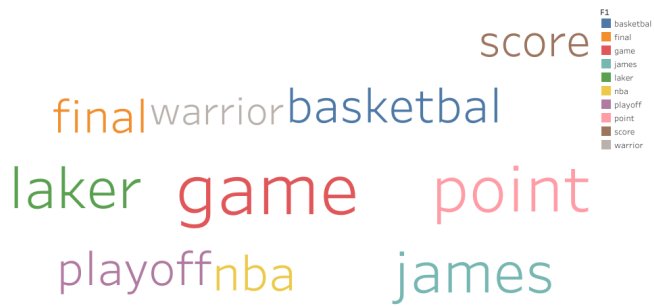 score
final warrior basketbal
laker game point
playoff nba james
F1
basketbal
final
game
james
laker
nba
playoff
point
score
warrior